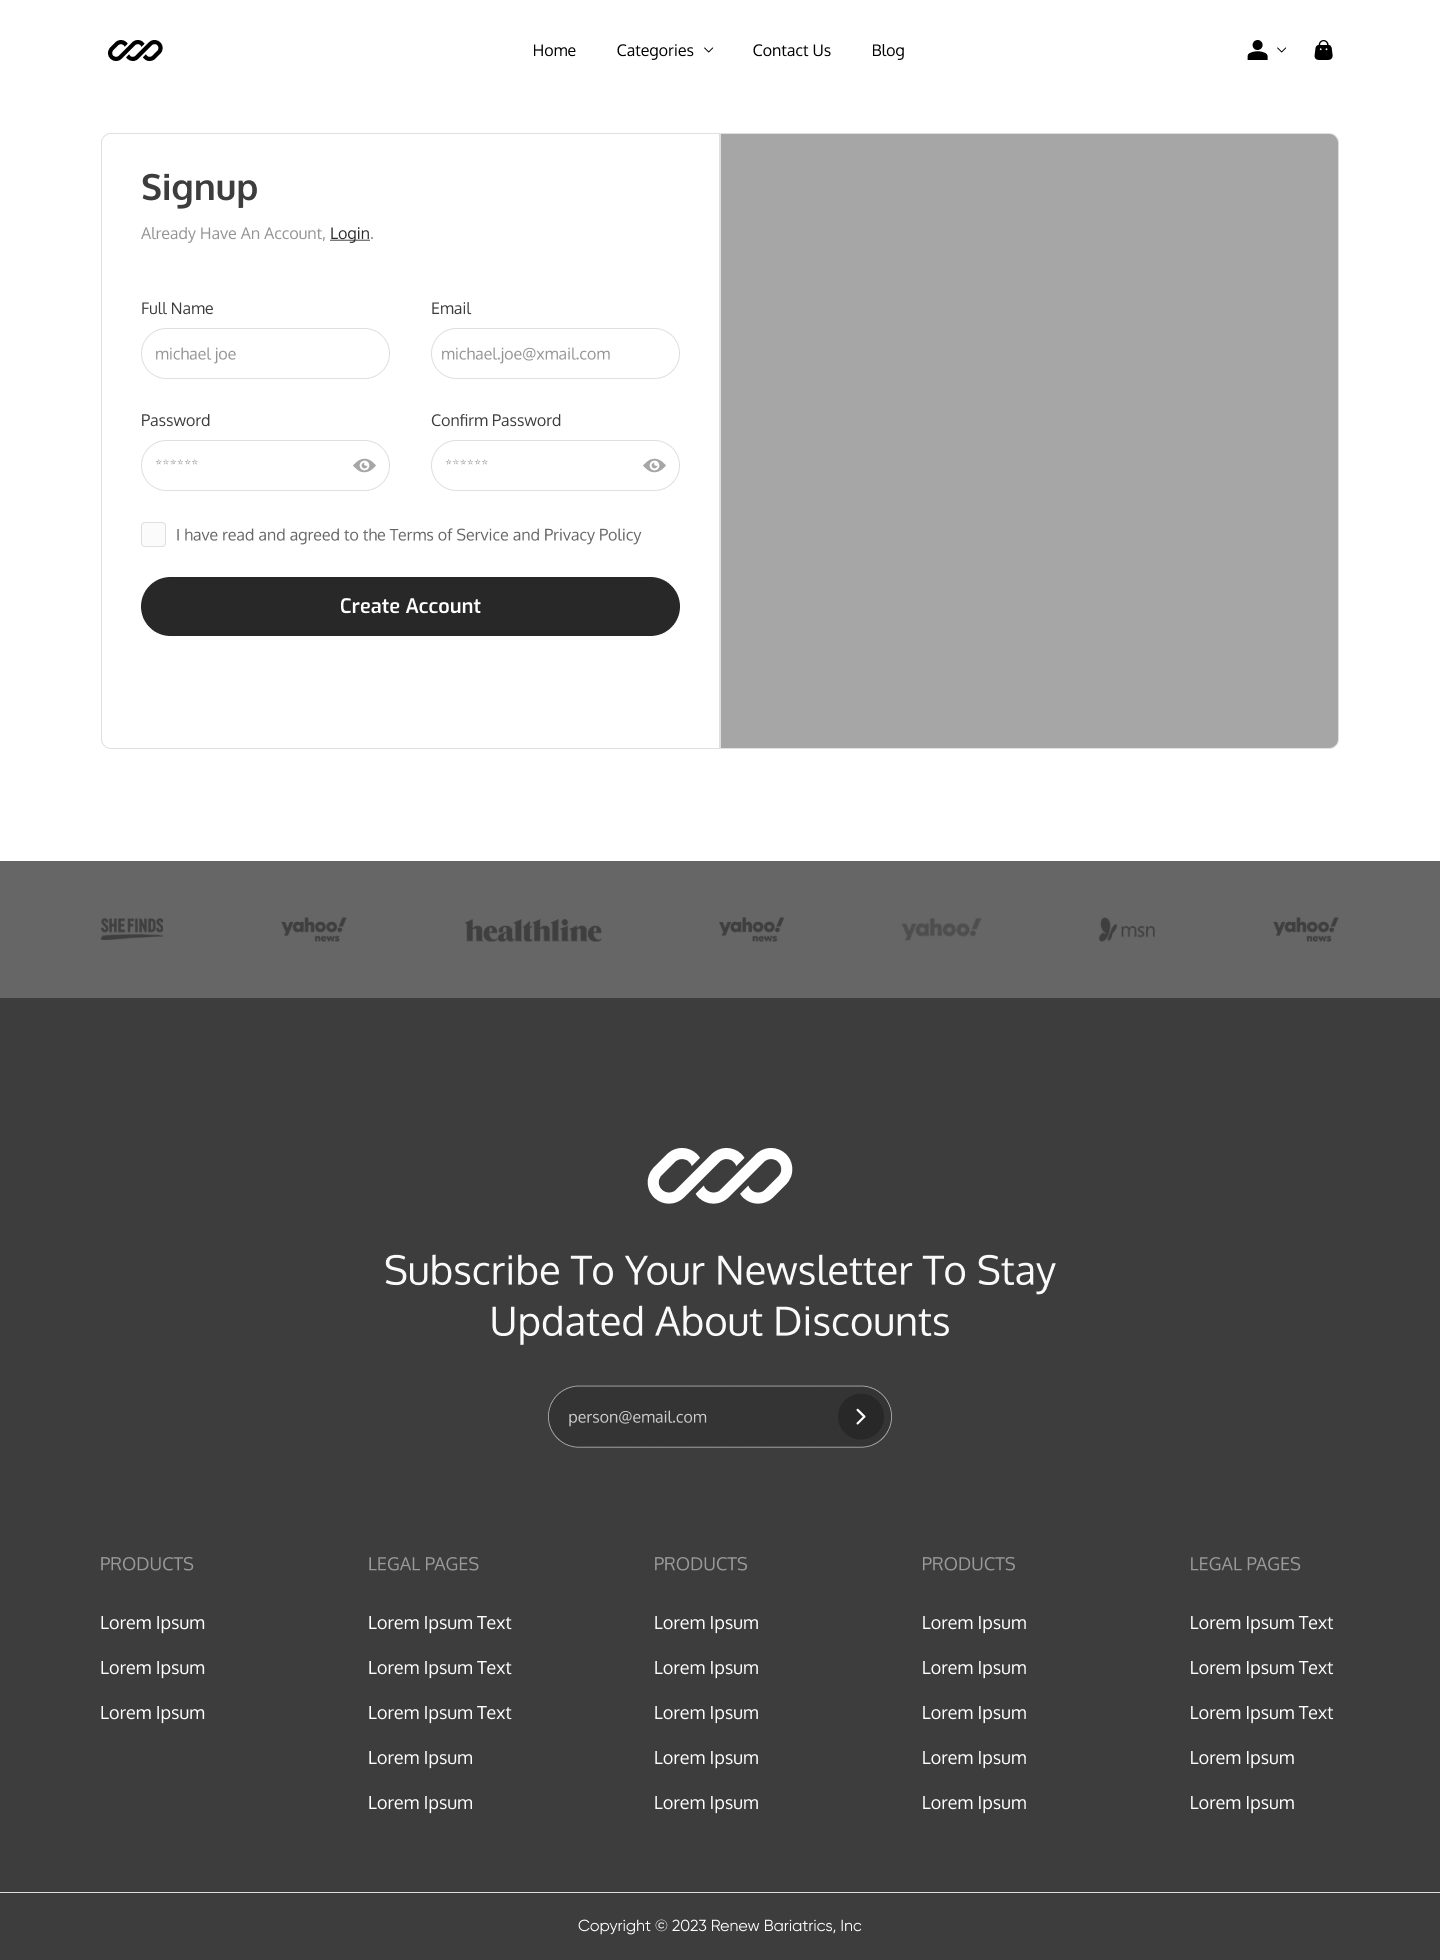 Home Categories Contact Us Blog
Signup
Already Have An Account, Login.
Full Name
michael joe
Email
michael.joe@xmail.com
Password
******
Confirm Password
******
I have read and agreed to the Terms of Service and Privacy Policy
Create Account
SHEFINDS
yahoo!
news
healthline
yahoo!
news
yahoo!
msn
yahoo!
news
Subscribe To Your Newsletter To Stay
Updated About Discounts
person@email.com
PRODUCTS
Lorem Ipsum
Lorem Ipsum
Lorem Ipsum
LEGAL PAGES
Lorem Ipsum Text
Lorem Ipsum Text
Lorem Ipsum Text
Lorem Ipsum
Lorem Ipsum
PRODUCTS
Lorem Ipsum
Lorem Ipsum
Lorem Ipsum
Lorem Ipsum
Lorem Ipsum
PRODUCTS
Lorem Ipsum
Lorem Ipsum
Lorem Ipsum
Lorem Ipsum
Lorem Ipsum
LEGAL PAGES
Lorem Ipsum Text
Lorem Ipsum Text
Lorem Ipsum Text
Lorem Ipsum
Lorem Ipsum
Copyright © 2023 Renew Bariatrics, Inc